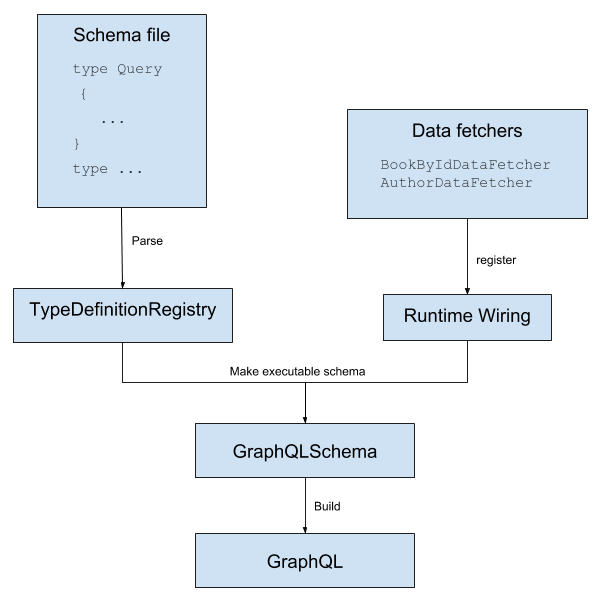 Schema file
type Query
{
...
}
type ...
Data fetchers
BookByIdDataFetcher
AuthorDataFetcher
Parse
register
TypeDefinitionRegistry
Runtime Wiring
Make executable schema
GraphQLSchema
Build
GraphQL